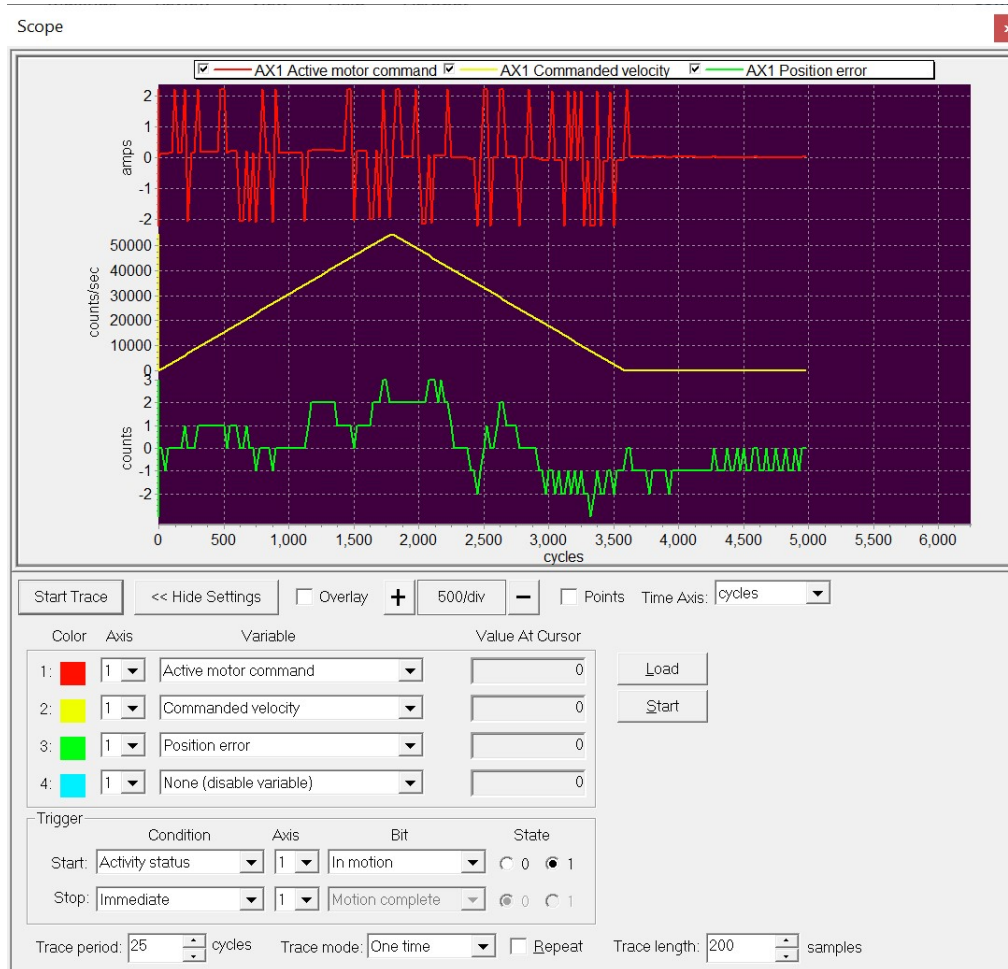 Scope
x
AX1 Active motor command AX1 Commanded velocity AX1 Position error
2
1
0
-1
-2
amps
50000
40000
30000
20000
10000
0
counts/sec
3
2
1
0
-1
-2
counts
0 500 1,000 1,500 2,000 2,500 3,000 3,500 4,000 4,500 5,000 5,500 6,000
cycles
Start Trace << Hide Settings Overlay + 500/div − Points Time Axis: cycles
Color Axis Variable Value At Cursor
1: 1 Active motor command 0 Load
2: 1 Commanded velocity 0 Start
3: 1 Position error 0
4: 1 None (disable variable) 0
Trigger
Condition Axis Bit State
Start: Activity status 1 In motion 0 1
Stop: Immediate 1 Motion complete 0 1
Trace period: 25 cycles Trace mode: One time Repeat Trace length: 200 samples